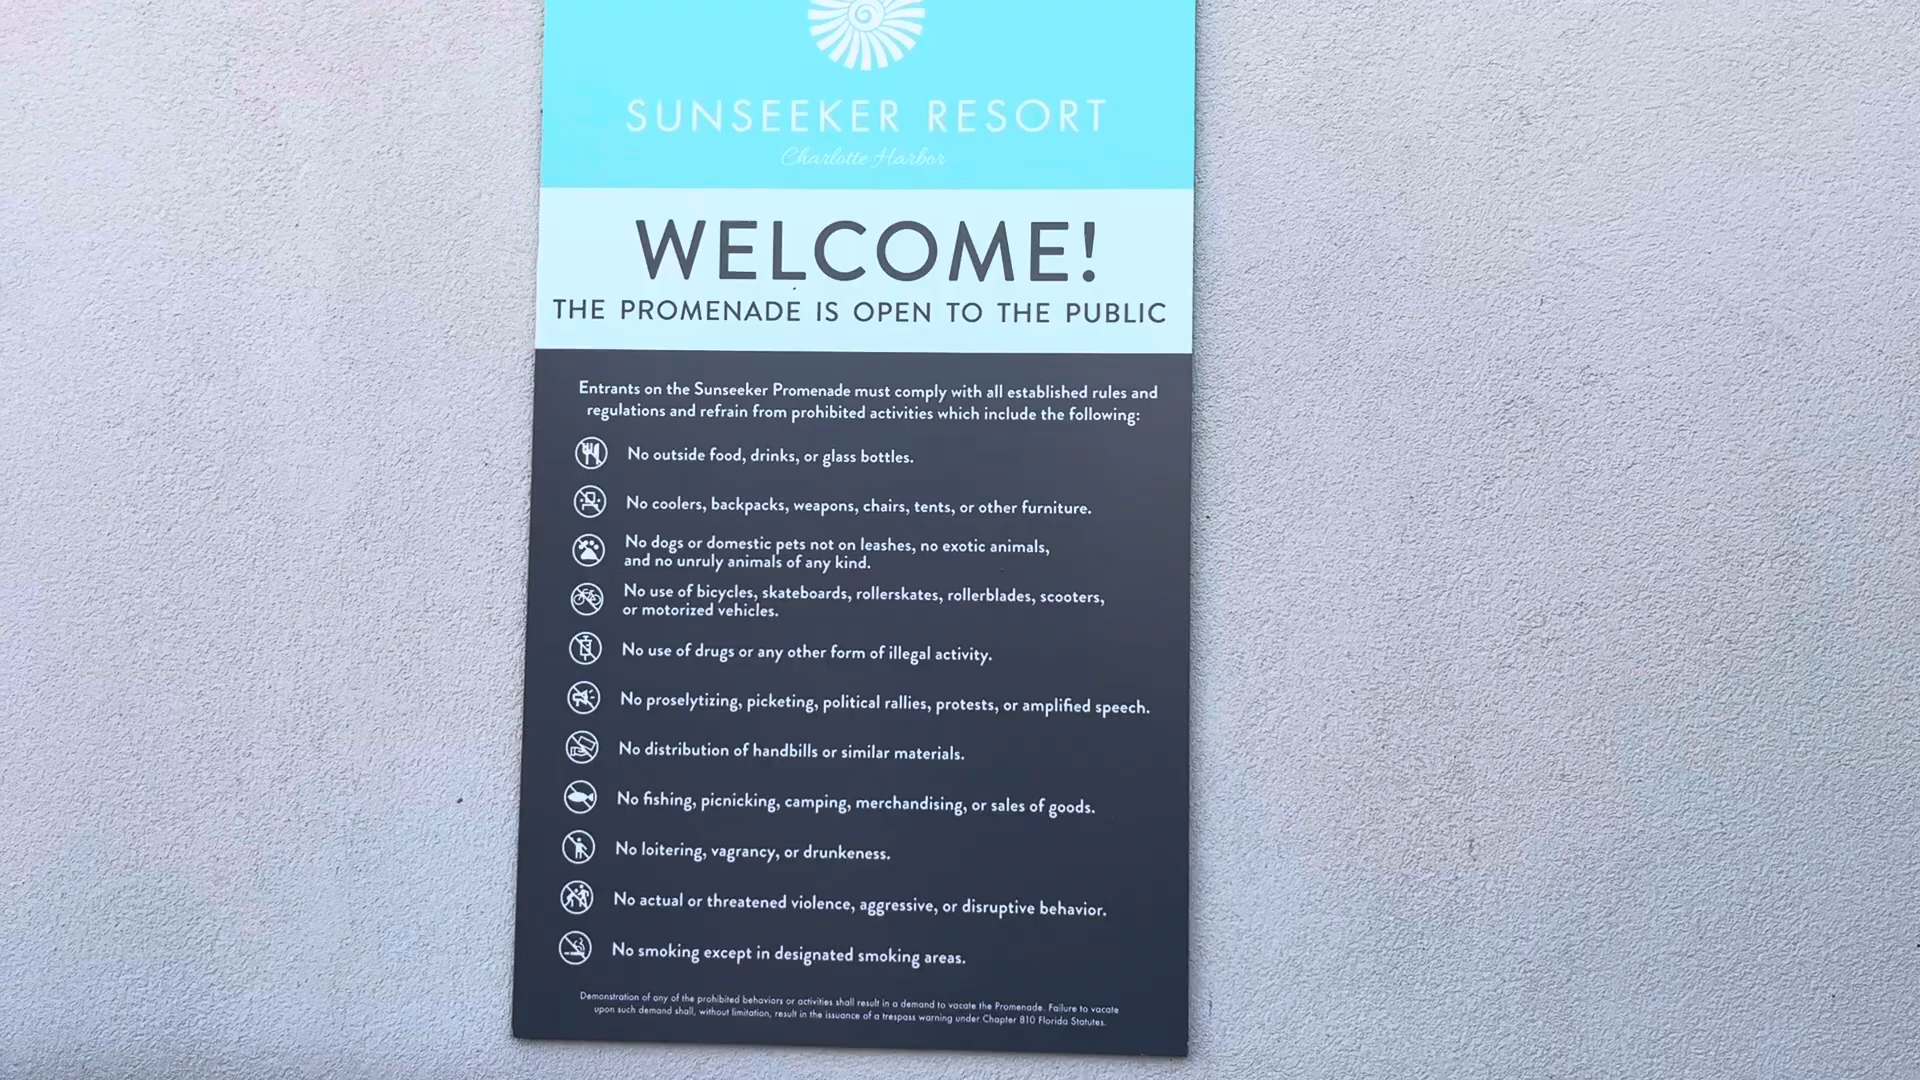 SUNSEEKER RESORT
Charlotte Harbor
WELCOME!
THE PROMENADE IS OPEN TO THE PUBLIC
Entrants on the Sunseeker Promenade must comply with all established rules and
regulations and refrain from prohibited activities which include the following:
No outside food, drinks, or glass bottles.
No coolers, backpacks, weapons, chairs, tents, or other furniture.
No dogs or domestic pets not on leashes, no exotic animals,
and no unruly animals of any kind.
No use of bicycles, skateboards, rollerskates, rollerblades, scooters,
or motorized vehicles.
No use of drugs or any other form of illegal activity.
No proselytizing, picketing, political rallies, protests, or amplified speech.
No distribution of handbills or similar materials.
No fishing, picnicking, camping, merchandising, or sales of goods.
No loitering, vagrancy, or drunkeness.
No actual or threatened violence, aggressive, or disruptive behavior.
No smoking except in designated smoking areas.
Demonstration of any of the prohibited behaviors or activities shall result in a demand to vacate the Promenade. Failure to vacate
upon such demand shall, without limitation, result in the issuance of a trespass warning under Chapter 810 Florida Statutes.